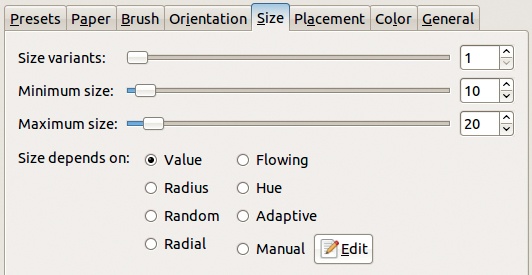 Presets Paper Brush Orientation Size Placement Color General
Size variants: 1
Minimum size: 10
Maximum size: 20
Size depends on: Value Flowing
Radius Hue
Random Adaptive
Radial Manual Edit